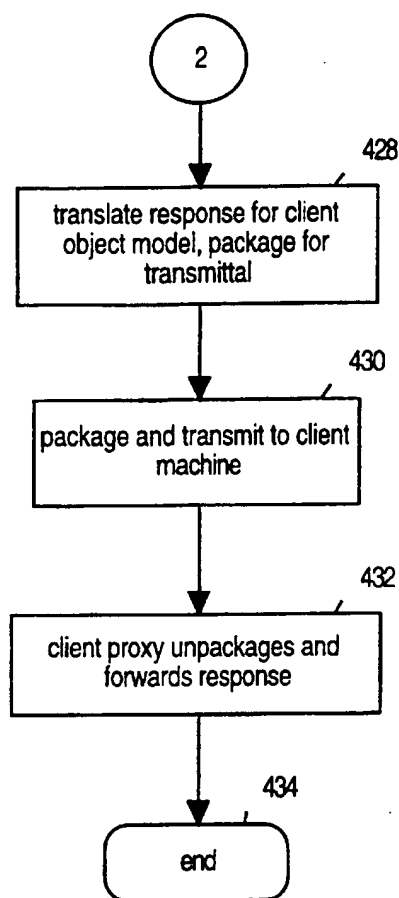 2
428
translate response for client
object model, package for
transmittal
430
package and transmit to client
machine
432
client proxy unpackages and
forwards response
434
end